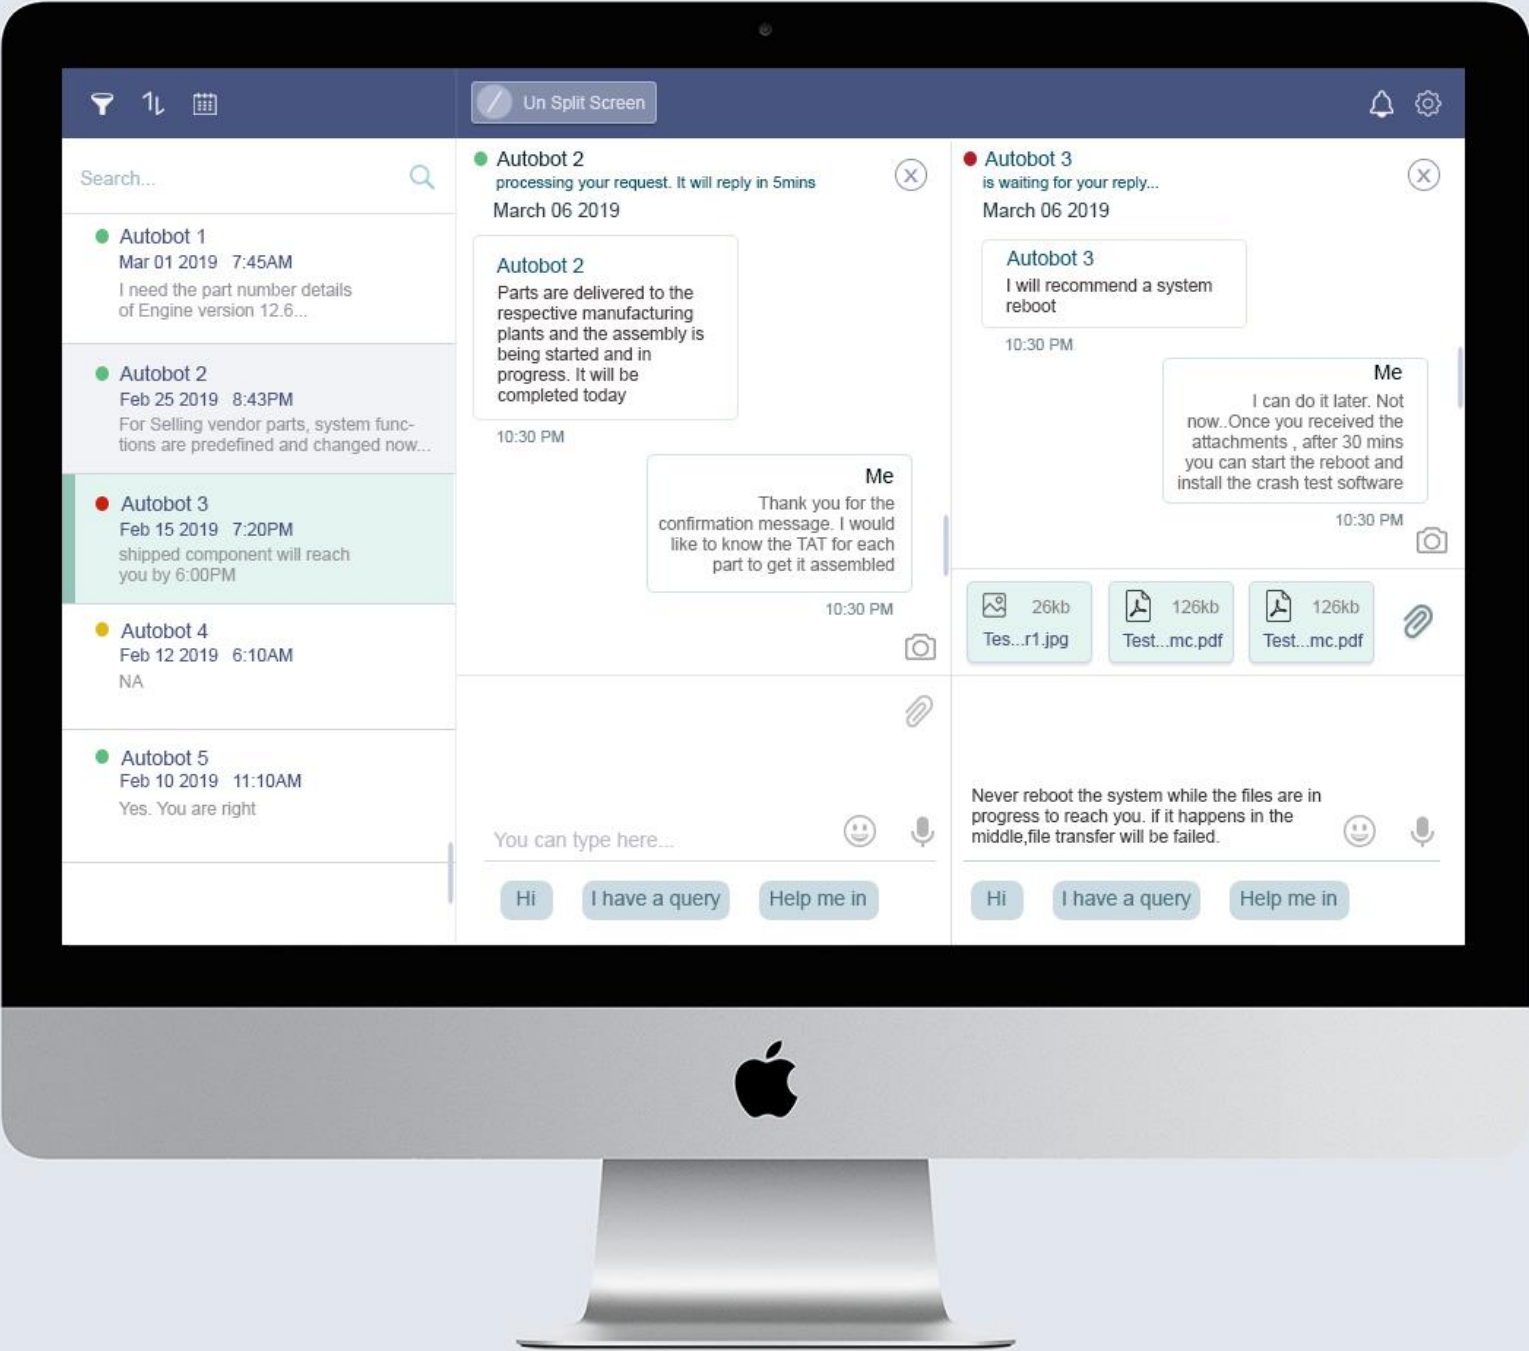 Un Split Screen
Search...
Autobot 1
Mar 01 2019 7:45AM
I need the part number details
of Engine version 12.6...
Autobot 2
Feb 25 2019 8:43PM
For Selling vendor parts, system func-
tions are predefined and changed now...
Autobot 3
Feb 15 2019 7:20PM
shipped component will reach
you by 6:00PM
Autobot 4
Feb 12 2019 6:10AM
NA
Autobot 5
Feb 10 2019 11:10AM
Yes. You are right
Autobot 2
processing your request. It will reply in 5mins
March 06 2019
Autobot 2
Parts are delivered to the
respective manufacturing
plants and the assembly is
being started and in
progress. It will be
completed today
10:30 PM
Me
Thank you for the
confirmation message. I would
like to know the TAT for each
part to get it assembled
10:30 PM
You can type here...
Hi
I have a query
Help me in
Autobot 3
is waiting for your reply...
March 06 2019
Autobot 3
I will recommend a system
reboot
10:30 PM
Me
I can do it later. Not
now..Once you received the
attachments , after 30 mins
you can start the reboot and
install the crash test software
10:30 PM
26kb
Tes...r1.jpg
126kb
Test...mc.pdf
126kb
Test...mc.pdf
Never reboot the system while the files are in
progress to reach you. if it happens in the
middle,file transfer will be failed.
Hi
I have a query
Help me in